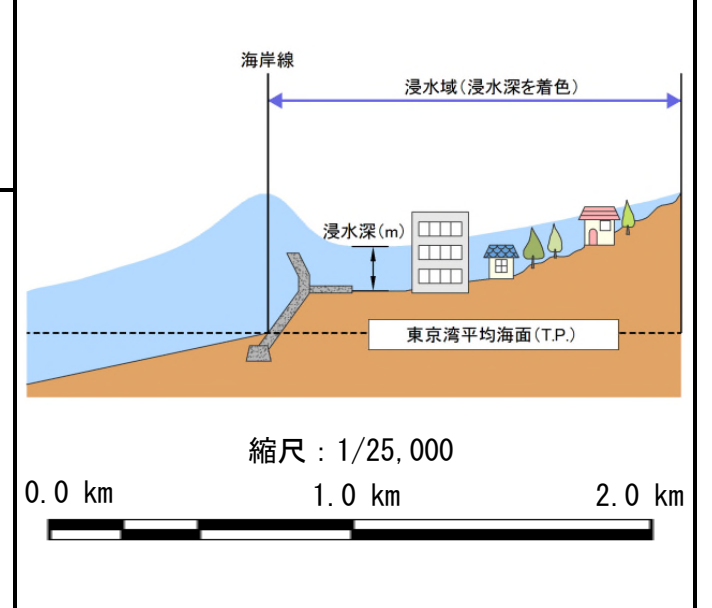 海岸線
浸水域(浸水深を着色)
浸水深(m)
東京湾平均海面(T.P.)
縮尺：1/25,000
0.0 km 1.0 km 2.0 km